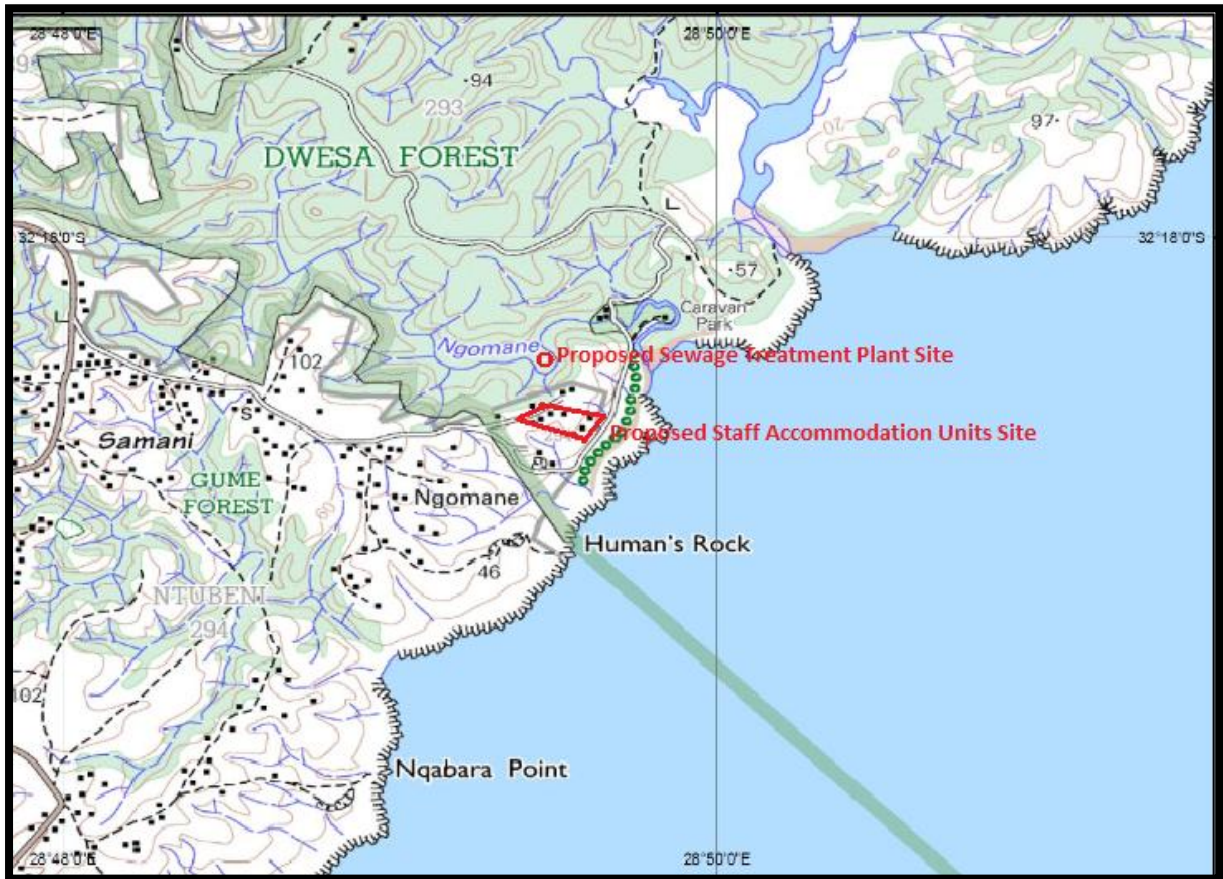 28°48'0"E
28°50'0"E
94
293
DWESA FOREST
97
20
32°18'0"S
32°18'0"S
57
Caravan
Park
Ngomane
Proposed Sewage Treatment Plant Site
102
Samani
S
Proposed Staff Accommodation Units Site
GUME
FOREST
Ngomane
Human's Rock
46
NTUBENI
294
102
Nqabara Point
28°48'0"E
28°50'0"E